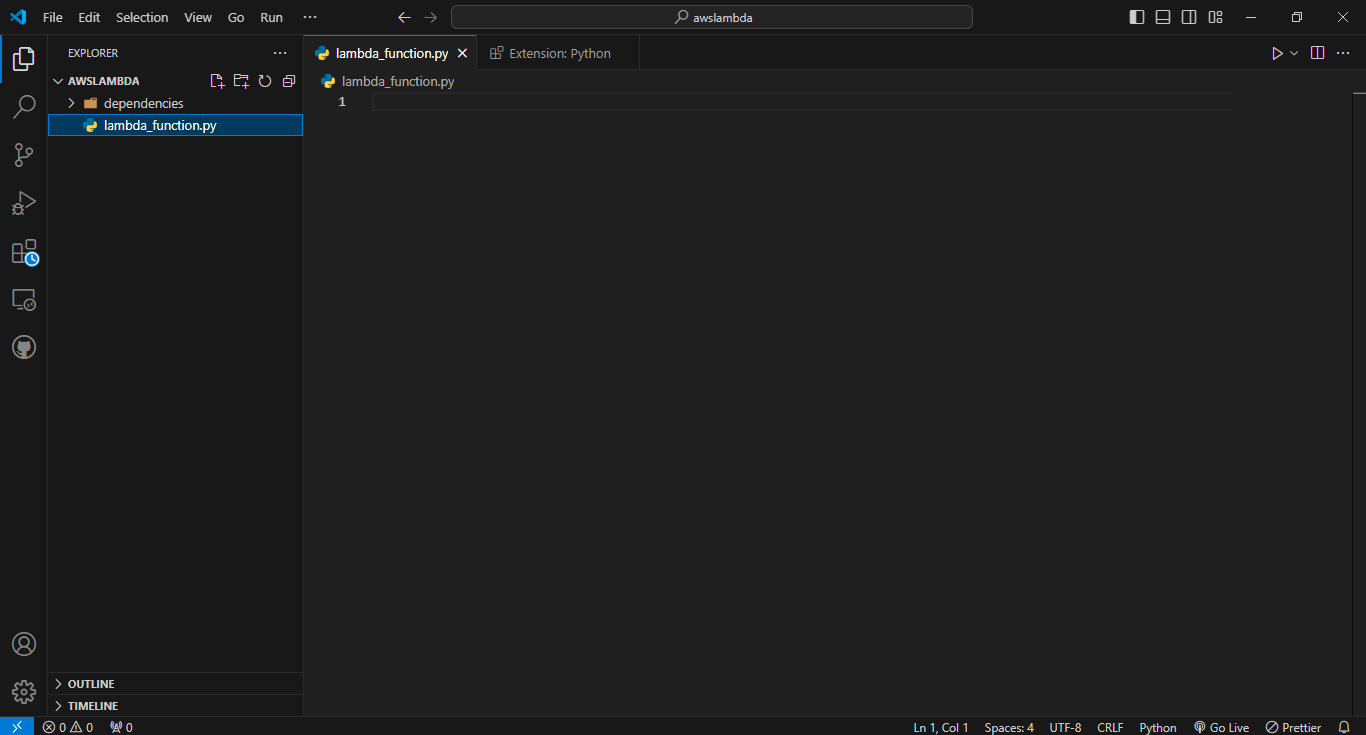 File Edit Selection View Go Run ···
awslambda
EXPLORER
AWSLAMBDA
dependencies
lambda_function.py
OUTLINE
TIMELINE
lambda_function.py
Extension: Python
lambda_function.py
1
0 0 0
Ln 1, Col 1 Spaces: 4 UTF-8 CRLF Python Go Live Prettier